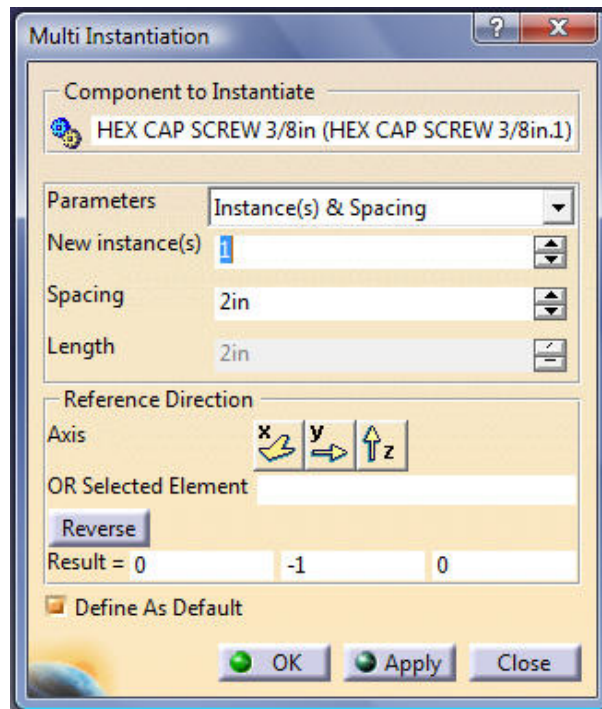 Multi Instantiation ? X
Component to Instantiate
HEX CAP SCREW 3/8in (HEX CAP SCREW 3/8in.1)
Parameters Instance(s) & Spacing
New instance(s) 1
Spacing 2in
Length 2in
Reference Direction
Axis x y z
OR Selected Element
Reverse
Result = 0 -1 0
Define As Default
OK Apply Close